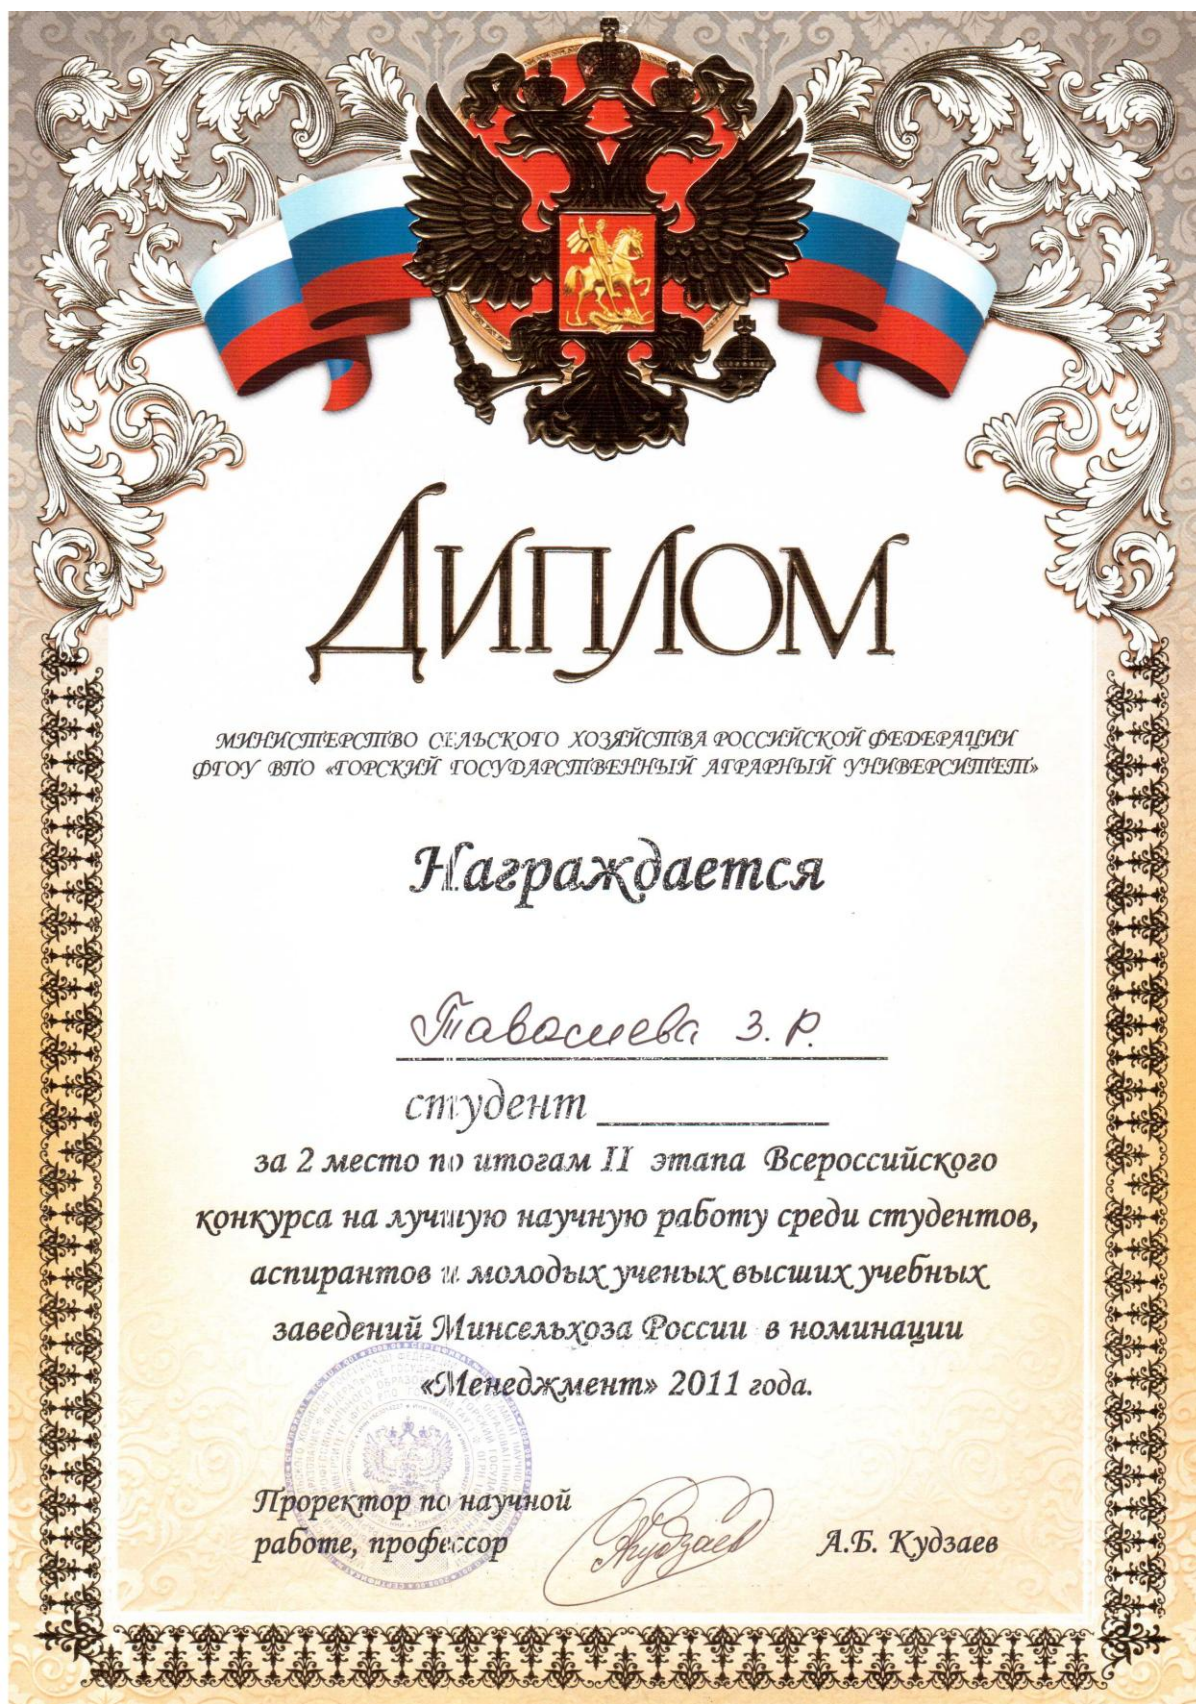 ДИПЛОМ
МИНИСТЕРСТВО СЕЛЬСКОГО ХОЗЯЙСТВА РОССИЙСКОЙ ФЕДЕРАЦИИ
ФГОУ ВПО «ГОРСКИЙ ГОСУДАРСТВЕННЫЙ АГРАРНЫЙ УНИВЕРСИТЕТ»
Награждается
Тавасиева З. Р.
студент
за 2 место по итогам II этапа Всероссийского
конкурса на лучшую научную работу среди студентов,
аспирантов и молодых ученых высших учебных
заведений Минсельхоза России в номинации
«Менеджмент» 2011 года.
Проректор по научной
работе, профессор А.Б. Кудзаев